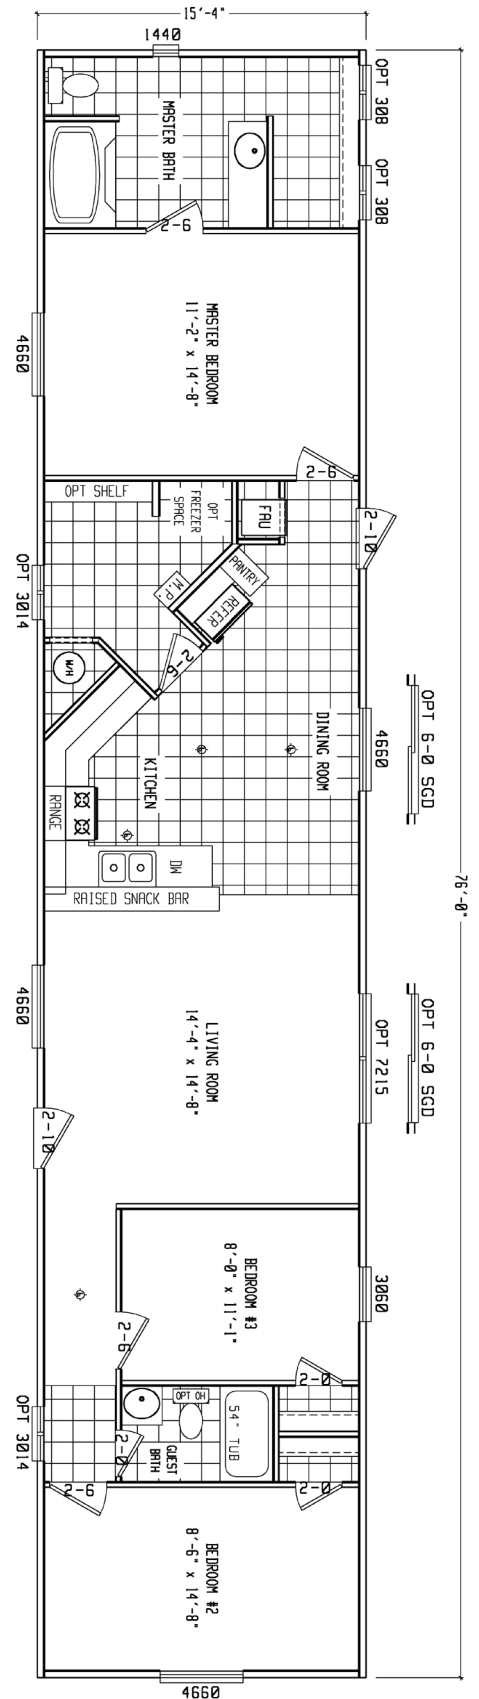 15'-4"
1440
OPT 30B
OPT 30B
MASTER BATH
2-6
76'-0"
MASTER BEDROOM
11'-2" x 14'-8"
4660
2-6
OPT SHELF
OPT
FREEZER
SPACE
FAU
2-10
PANTRY
REFER
M.P.
OPT 3014
W/H
2-6
OPT 6-0 SGD
4660
DINING ROOM
KITCHEN
RANGE
DW
RAISED SNACK BAR
4660
OPT 7215
OPT 6-0 SGD
LIVING ROOM
14'-4" x 14'-8"
2-10
BEDROOM #3
8'-0" x 11'-1"
3060
2-6
2-0
OPT OH
54" TUB
GUEST
BATH
2-0
OPT 3014
2-6
2-0
BEDROOM #2
8'-6" x 14'-8"
4660